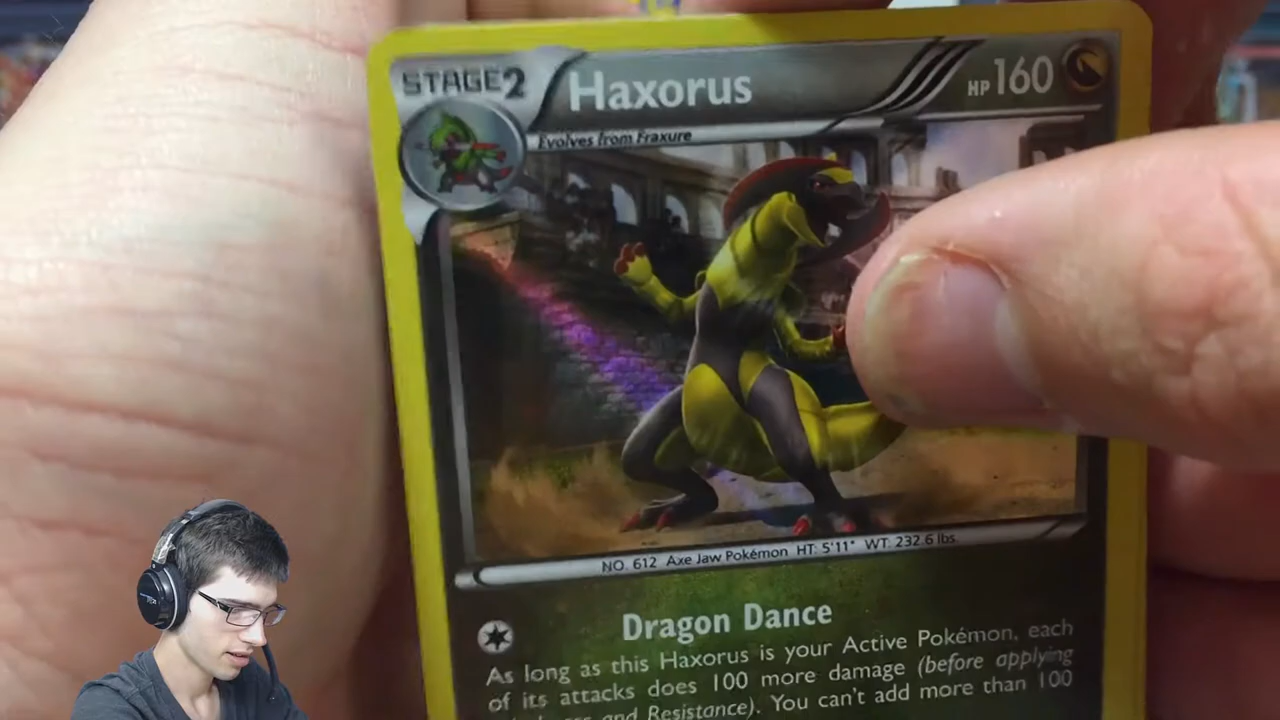 STAGE2
Haxorus
HP160
Evolves from Fraxure
NO. 612 Axe Jaw Pokémon HT: 5'11" WT: 232.6 lbs.
Dragon Dance
As long as this Haxorus is your Active Pokémon, each
of its attacks does 100 more damage (before applying
and Resistance). You can't add more than 100